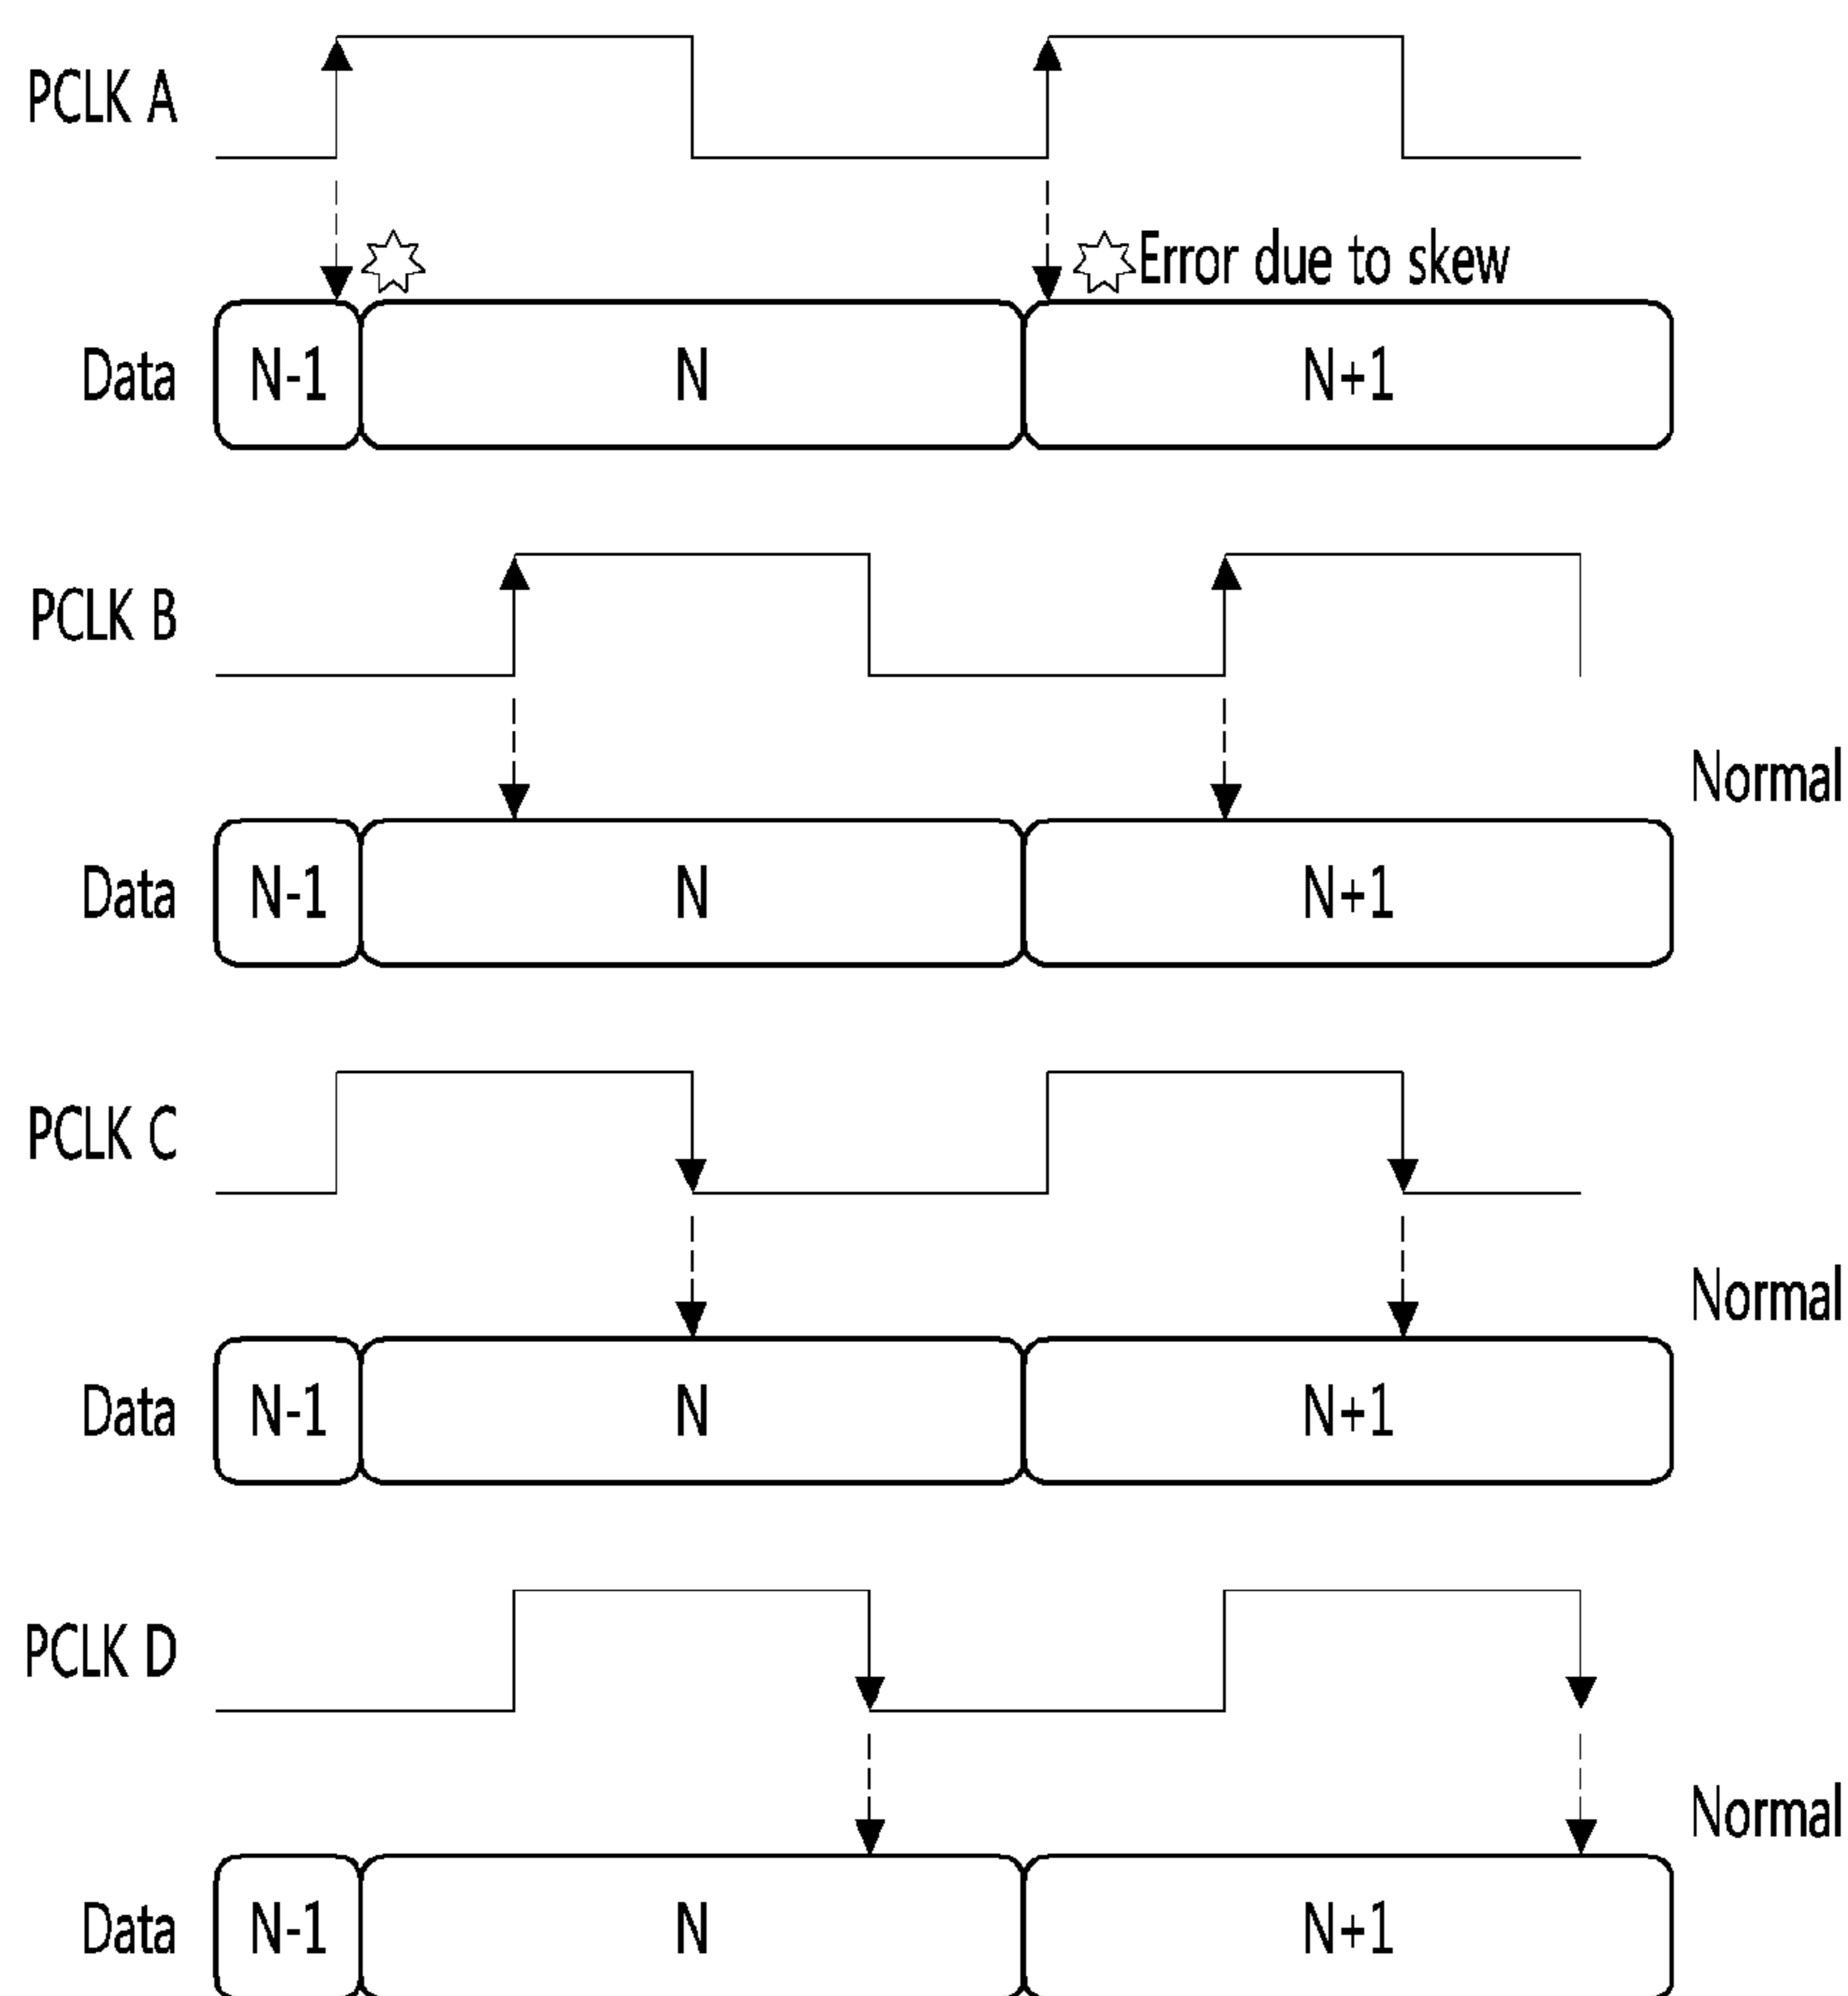 PCLK A
Error due to skew
Data N-1 N N+1
PCLK B
Normal
Data N-1 N N+1
PCLK C
Normal
Data N-1 N N+1
PCLK D
Normal
Data N-1 N N+1